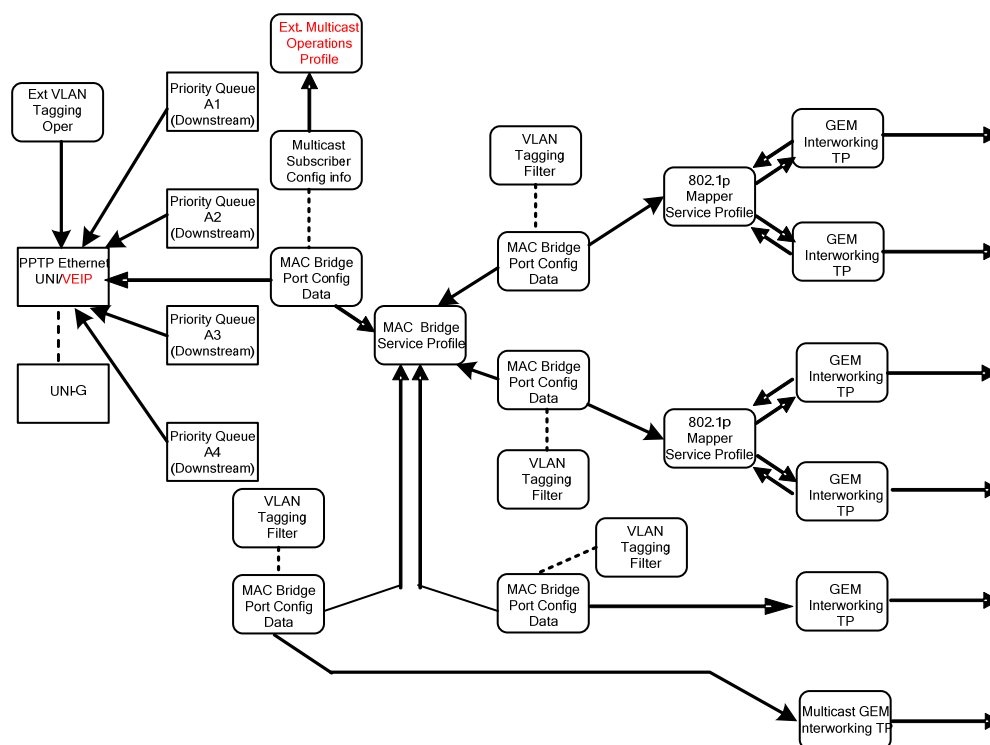 Ext. Multicast
Operations
Profile
Ext VLAN
Tagging
Oper
Priority Queue
A1
(Downstream)
Multicast
Subscriber
Config info
VLAN
Tagging
Filter
GEM
Interworking
TP
802.1p
Mapper
Service Profile
Priority Queue
A2
(Downstream)
GEM
Interworking
TP
PPTP Ethernet
UNI/VEIP
MAC Bridge
Port Config
Data
MAC Bridge
Port Config
Data
Priority Queue
A3
(Downstream)
MAC Bridge
Service Profile
UNI-G
MAC Bridge
Port Config
Data
GEM
Interworking
TP
Priority Queue
A4
(Downstream)
802.1p
Mapper
Service Profile
VLAN
Tagging
Filter
GEM
Interworking
TP
VLAN
Tagging
Filter
VLAN
Tagging
Filter
MAC Bridge
Port Config
Data
MAC Bridge
Port Config
Data
GEM
Interworking
TP
Multicast GEM
nterworking TP